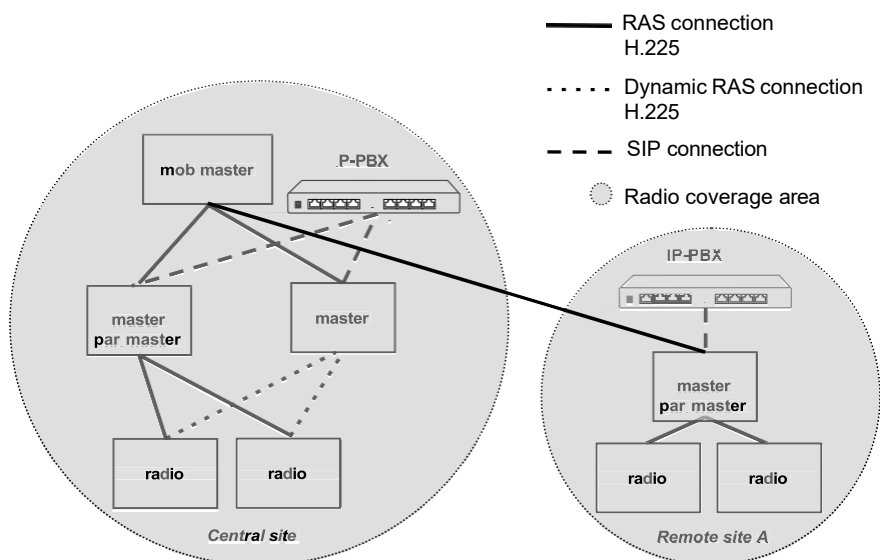 RAS connection
H.225
Dynamic RAS connection
H.225
SIP connection
Radio coverage area
mob master
P-PBX
master
par master
master
radio
radio
Central site
IP-PBX
master
par master
radio
radio
Remote site A